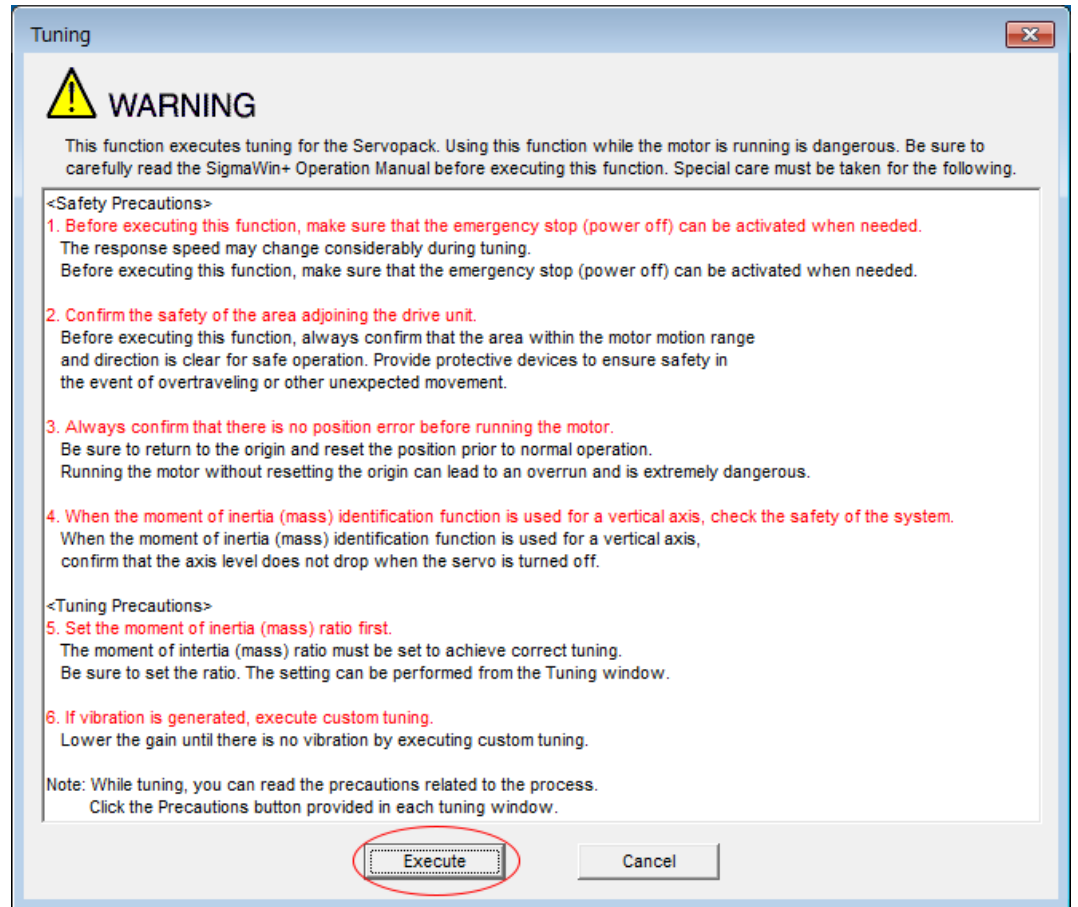 Tuning
WARNING
This function executes tuning for the Servopack. Using this function while the motor is running is dangerous. Be sure to
carefully read the SigmaWin+ Operation Manual before executing this function. Special care must be taken for the following.
<Safety Precautions>
1. Before executing this function, make sure that the emergency stop (power off) can be activated when needed.
The response speed may change considerably during tuning.
Before executing this function, make sure that the emergency stop (power off) can be activated when needed.
2. Confirm the safety of the area adjoining the drive unit.
Before executing this function, always confirm that the area within the motor motion range
and direction is clear for safe operation. Provide protective devices to ensure safety in
the event of overtraveling or other unexpected movement.
3. Always confirm that there is no position error before running the motor.
Be sure to return to the origin and reset the position prior to normal operation.
Running the motor without resetting the origin can lead to an overrun and is extremely dangerous.
4. When the moment of inertia (mass) identification function is used for a vertical axis, check the safety of the system.
When the moment of inertia (mass) identification function is used for a vertical axis,
confirm that the axis level does not drop when the servo is turned off.
<Tuning Precautions>
5. Set the moment of inertia (mass) ratio first.
The moment of intertia (mass) ratio must be set to achieve correct tuning.
Be sure to set the ratio. The setting can be performed from the Tuning window.
6. If vibration is generated, execute custom tuning.
Lower the gain until there is no vibration by executing custom tuning.
Note: While tuning, you can read the precautions related to the process.
Click the Precautions button provided in each tuning window.
Execute Cancel